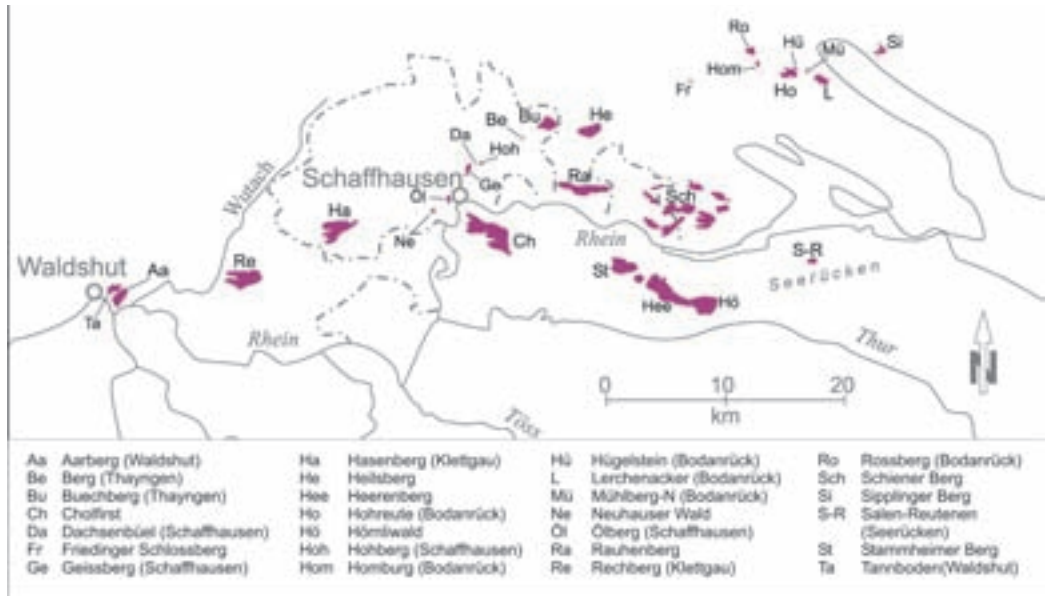 Ro
Hü
Mü
Si
Hom
Ho
L
Fr
Bu
He
Be
Da
Hoh
Schaffhausen
Ge
Öl
Ral
Sch
Wutach
Ha
Ne
Ch
Rhein
S-R
Seerücken
Waldshut
Aa
Re
St
Hee
Hö
Ta
Rhein
Thur
Töss
N
0 10 20
km
Aa Aarberg (Waldshut)
Be Berg (Thayngen)
Bu Buechberg (Thayngen)
Ch Cholfirst
Da Dachsenbüel (Schaffhausen)
Fr Friedinger Schlossberg
Ge Geissberg (Schaffhausen)
Ha Hasenberg (Klettgau)
He Heilsberg
Hee Heerenberg
Ho Hohreute (Bodanrück)
Hö Hörnliwald
Hoh Hohberg (Schaffhausen)
Hom Homburg (Bodanrück)
Hü Hügelstein (Bodanrück)
L Lerchenacker (Bodanrück)
Mü Mühlberg-N (Bodanrück)
Ne Neuhauser Wald
Öl Ölberg (Schaffhausen)
Ra Rauhenberg
Re Rechberg (Klettgau)
Ro Rossberg (Bodanrück)
Sch Schiener Berg
Si Sipplinger Berg
S-R Salen-Reutenen
(Seerücken)
St Stammheimer Berg
Ta Tannboden(Waldshut)